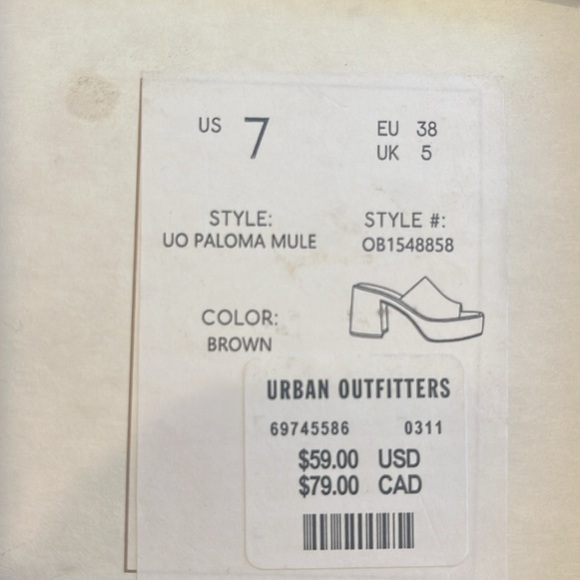 US 7 EU 38
UK 5
STYLE: STYLE #:
UO PALOMA MULE OB1548858
COLOR:
BROWN
URBAN OUTFITTERS
69745586 0311
$59.00 USD
$79.00 CAD